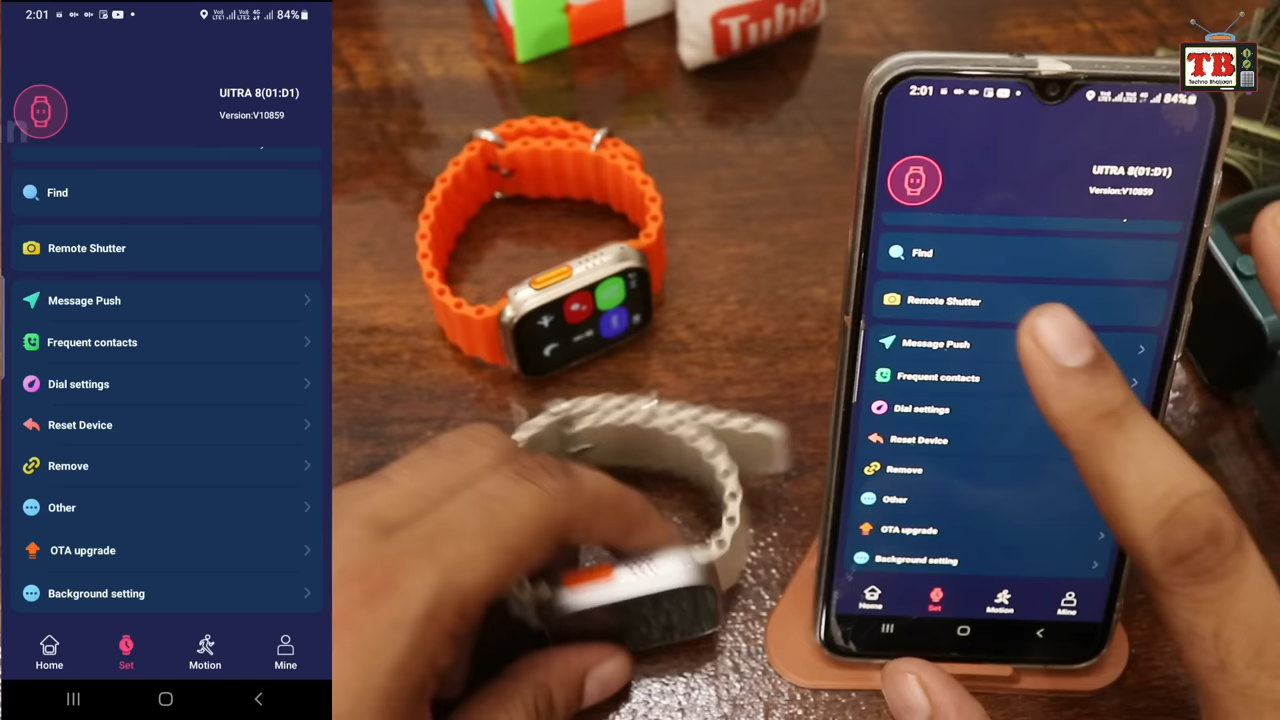 2:01
84%
UITRA 8(01:D1)
Version:V10859
Find
Remote Shutter
Message Push
Frequent contacts
Dial settings
Reset Device
Remove
Other
OTA upgrade
Background setting
Home
Set
Motion
Mine
Tube
TB
Techno Bhaijaan
2:01
84%
UITRA 8(01:D1)
Version:V10859
Find
Remote Shutter
Message Push
Frequent contacts
Dial settings
Reset Device
Remove
Other
OTA upgrade
Background setting
Home
Set
Motion
Mine